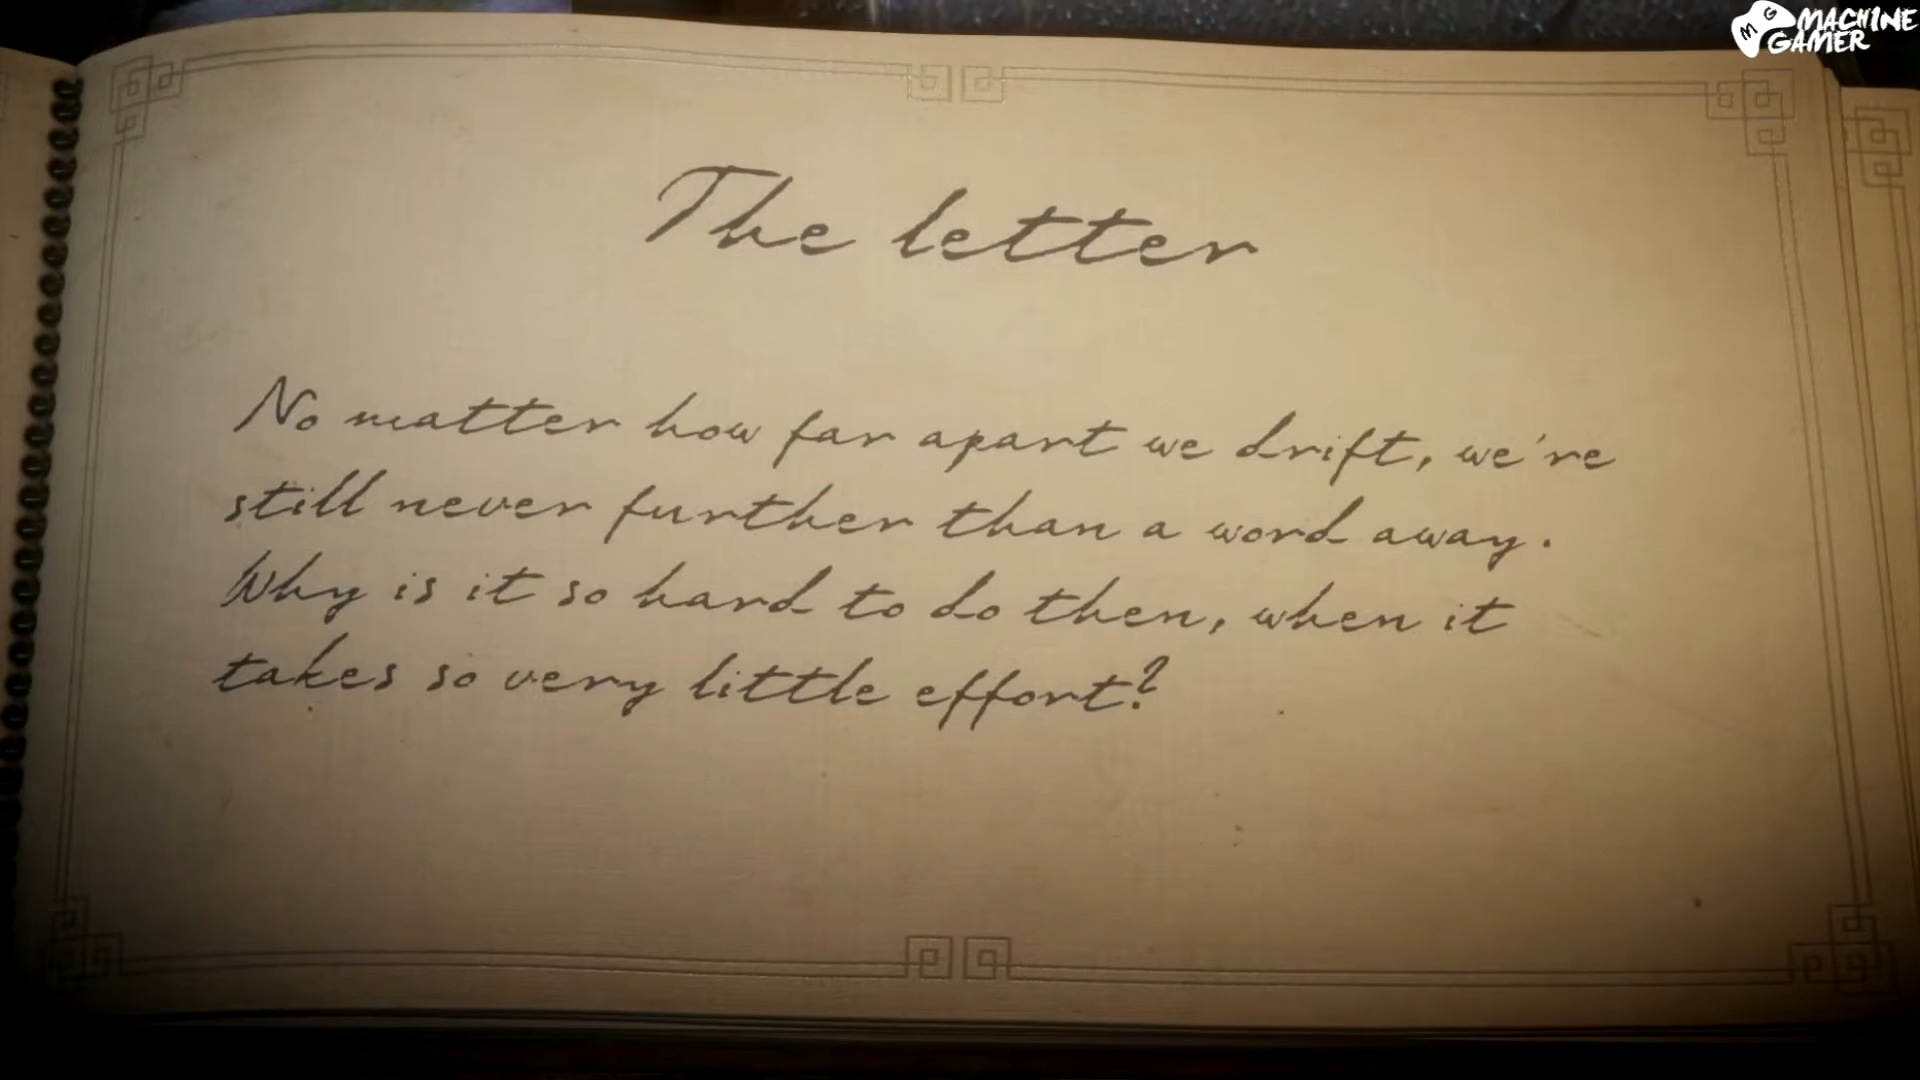 MG MACHINE
GAMER
The letter
No matter how far apart we drift, we're
still never further than a word away.
Why is it so hard to do then, when it
takes so very little effort?